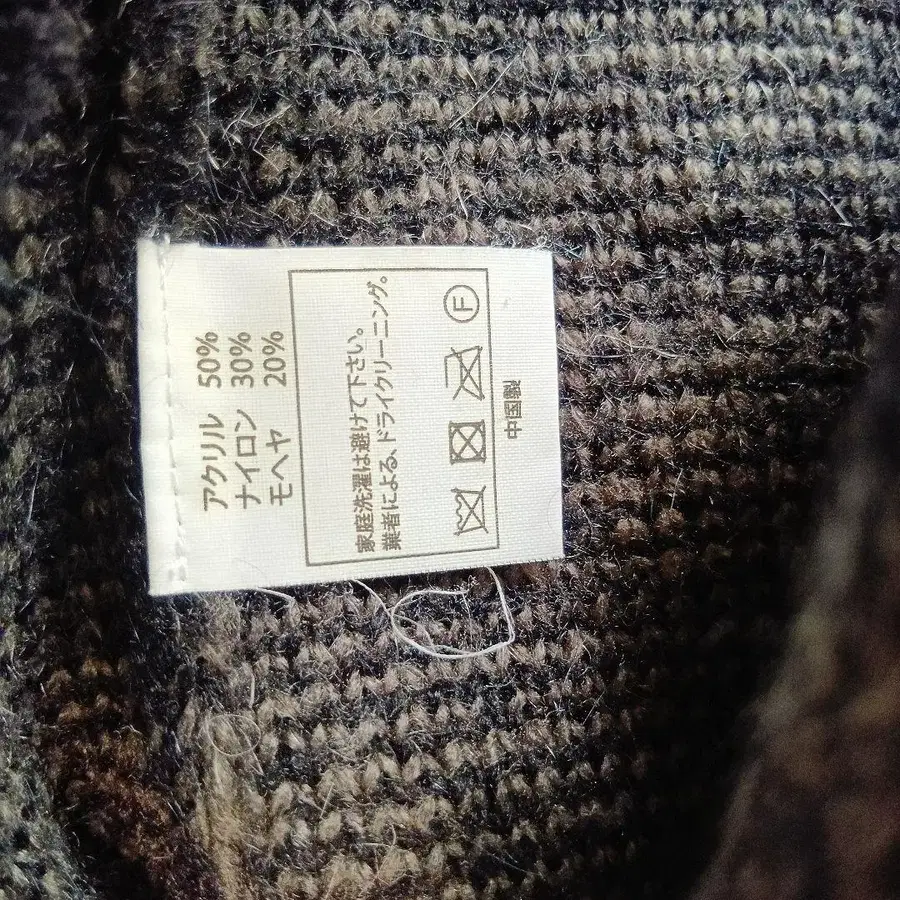 アクリル 50%
ナイロン 30%
モヘヤ 20%
家庭洗濯は避けて下さい。
業者による、ドライクリーニング。
F
中国製